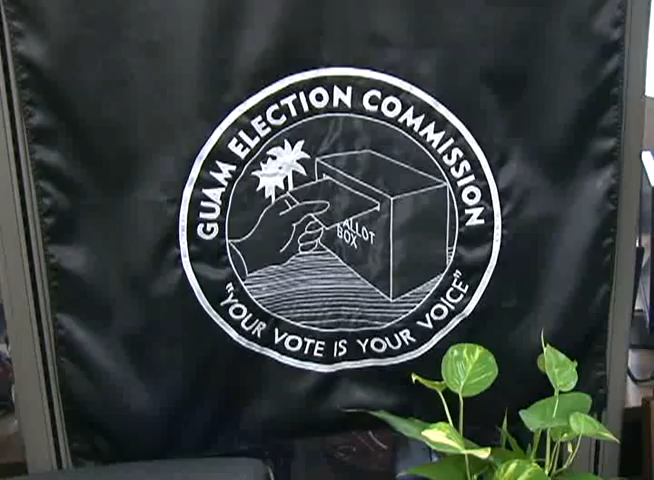 GUAM ELECTION COMMISSION
BALLOT
BOX
"YOUR VOTE IS YOUR VOICE"